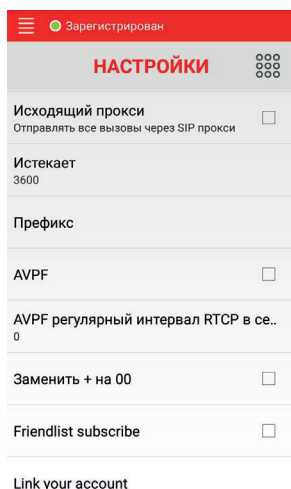 Зарегистрирован
НАСТРОЙКИ
Исходящий прокси
Отправлять все вызовы через SIP прокси
Истекает
3600
Префикс
AVPF
AVPF регулярный интервал RTCP в се..
0
Заменить + на 00
Friendlist subscribe
Link your account